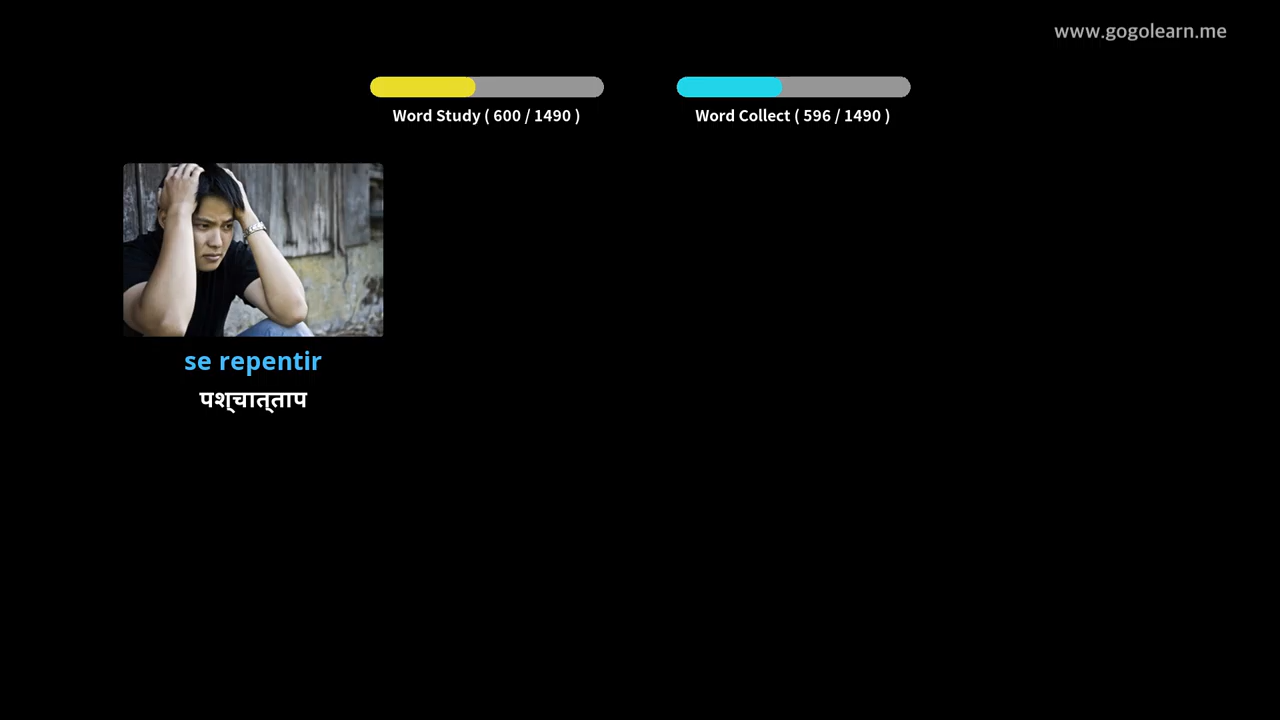 www.gogolearn.me
Word Study ( 600 / 1490 )
Word Collect ( 596 / 1490 )
se repentir
पश्चात्ताप